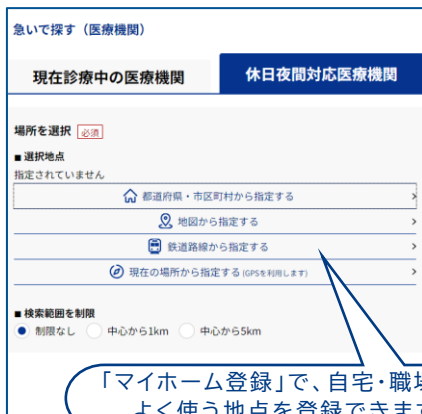 急いで探す（医療機関）
現在診療中の医療機関
休日夜間対応医療機関
場所を選択 必須
■ 選択地点
指定されていません
都道府県・市区町村から指定する
地図から指定する
鉄道路線から指定する
現在の場所から指定する (GPSを利用します)
■ 検索範囲を制限
制限なし 中心から1km 中心から5km
「マイホーム登録」で、自宅・職場
よく使う地点を登録できます